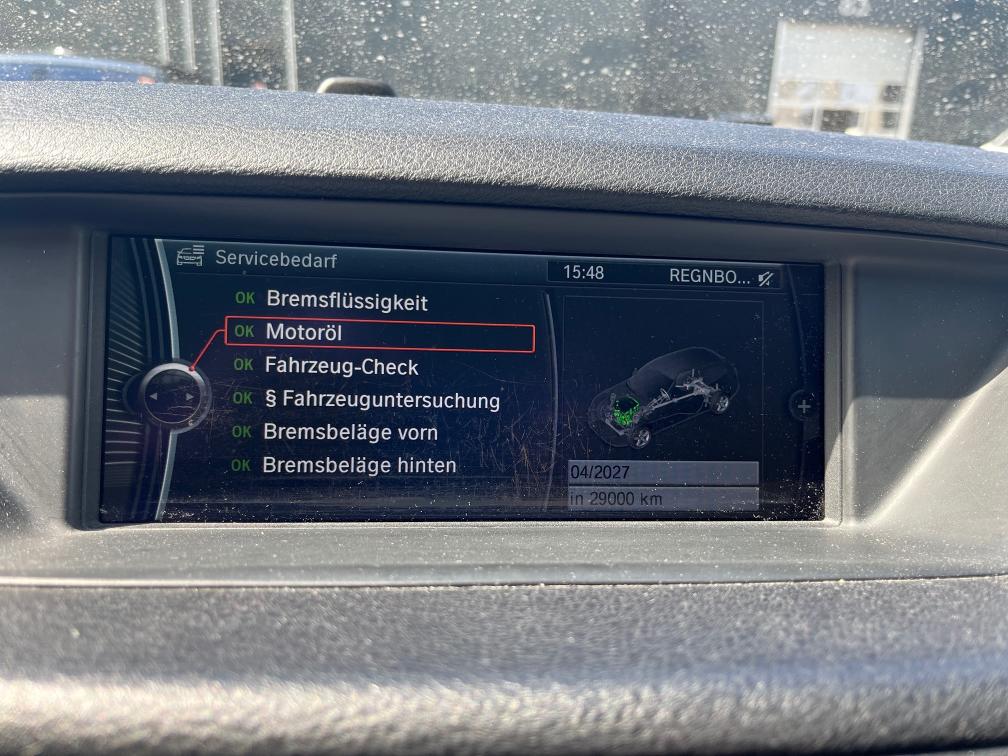 Servicebedarf
15:48
REGNBO...
OK Bremsflüssigkeit
OK Motoröl
OK Fahrzeug-Check
OK § Fahrzeuguntersuchung
OK Bremsbeläge vorn
OK Bremsbeläge hinten
04/2027
in 29000 km